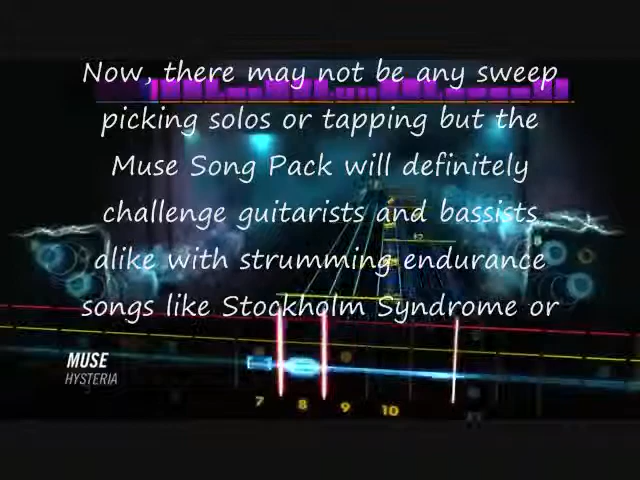 Now, there may not be any sweep
picking solos or tapping but the
Muse Song Pack will definitely
challenge guitarists and bassists
alike with strumming endurance
songs like Stockholm Syndrome or
MUSE
HYSTERIA
7 8 9 10